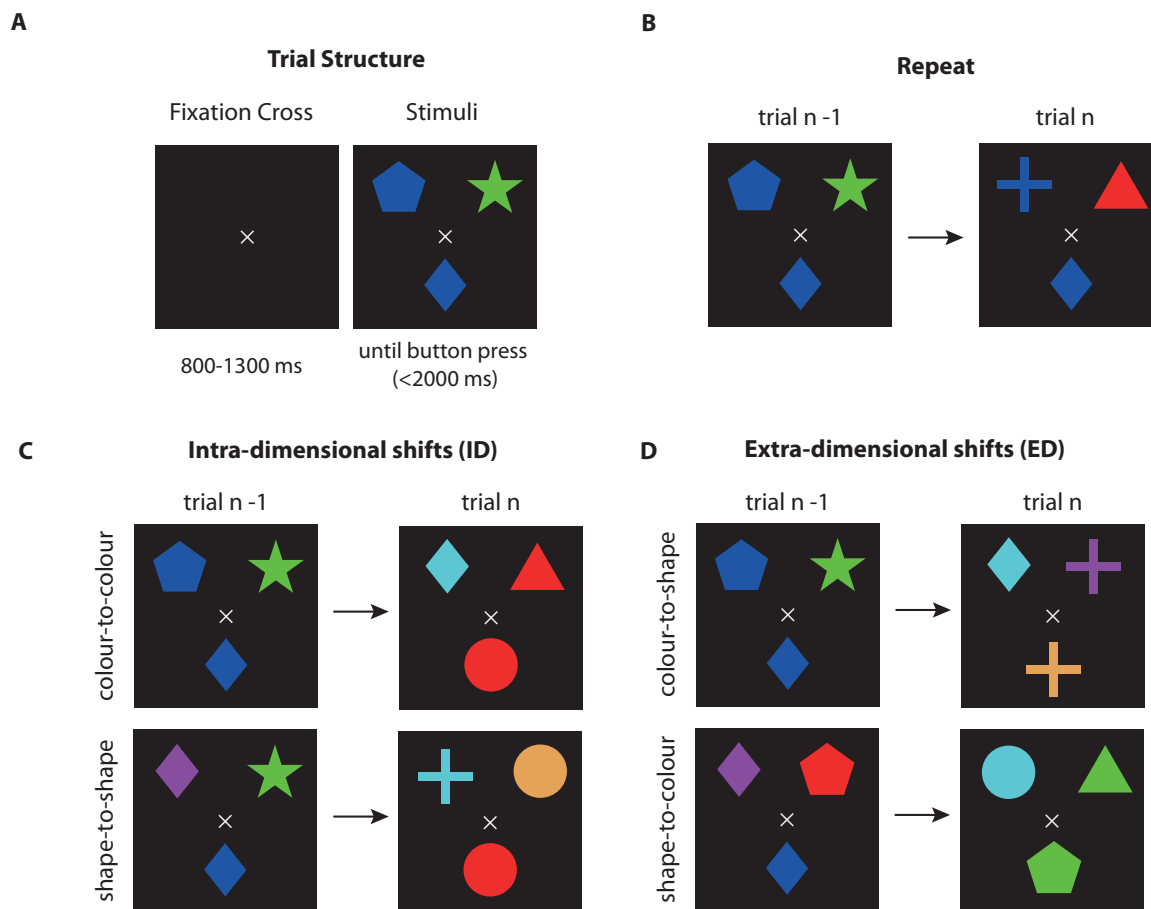 A
Trial Structure
Fixation Cross
Stimuli
800-1300 ms
until button press
(<2000 ms)
B
Repeat
trial n -1
trial n
C
Intra-dimensional shifts (ID)
trial n -1
trial n
colour-to-colour
shape-to-shape
D
Extra-dimensional shifts (ED)
trial n -1
trial n
colour-to-shape
shape-to-colour